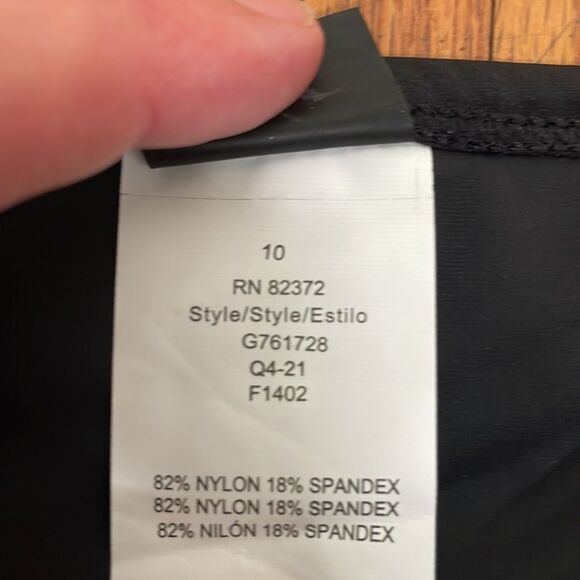 10
RN 82372
Style/Style/Estilo
G761728
Q4-21
F1402
82% NYLON 18% SPANDEX
82% NYLON 18% SPANDEX
82% NILÓN 18% SPANDEX